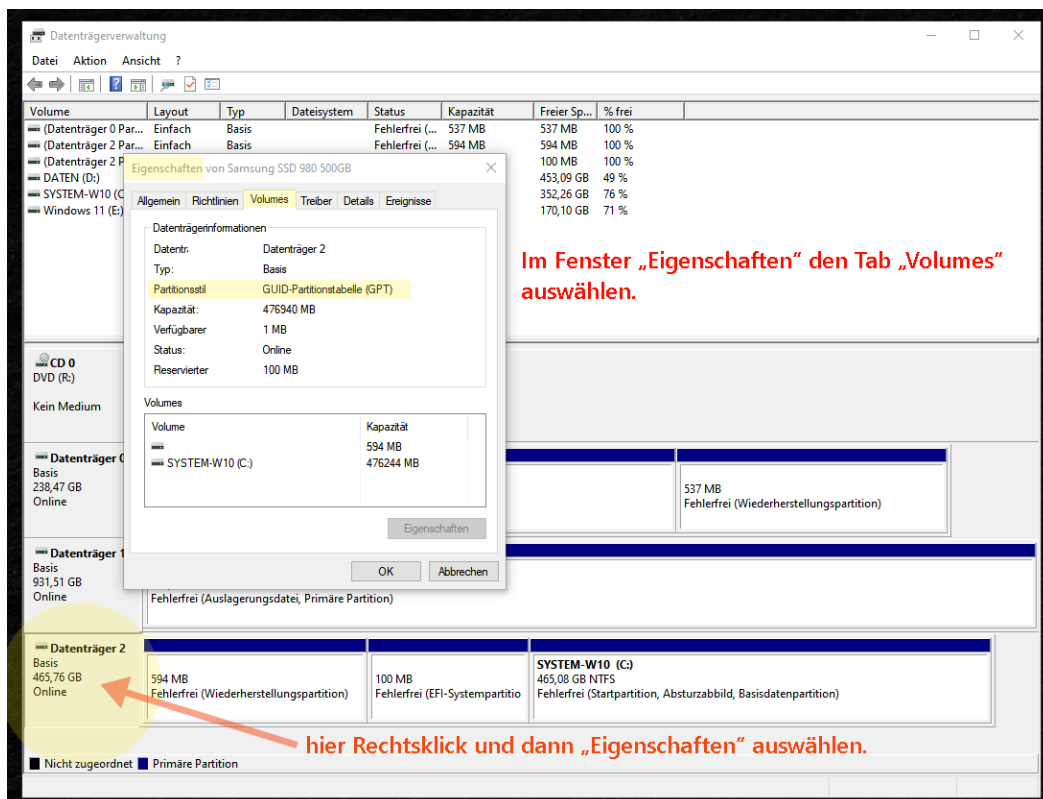 Datenträgerverwaltung
Datei Aktion Ansicht ?
Volume Layout Typ Dateisystem Status Kapazität Freier Sp... % frei
(Datenträger 0 Par... Einfach Basis Fehlerfrei (... 537 MB 537 MB 100 %
(Datenträger 2 Par... Einfach Basis Fehlerfrei (... 594 MB 594 MB 100 %
(Datenträger 2 P 100 MB 100 %
DATEN (D:) 453,09 GB 49 %
SYSTEM-W10 (C 352,26 GB 76 %
Windows 11 (E:) 170,10 GB 71 %
Eigenschaften von Samsung SSD 980 500GB
Allgemein Richtlinien Volumes Treiber Details Ereignisse
Datenträgerinformationen
Datentr. Datenträger 2
Typ: Basis
Partitionsstil GUID-Partitionstabelle (GPT)
Kapazität: 476940 MB
Verfügbarer 1 MB
Status: Online
Reservierter 100 MB
Volumes
Volume Kapazität
594 MB
SYSTEM-W10 (C:) 476244 MB
Eigenschaften
OK Abbrechen
Im Fenster „Eigenschaften“ den Tab „Volumes“
auswählen.
CD 0
DVD (R:)
Kein Medium
Datenträger 0
Basis
238,47 GB
Online
537 MB
Fehlerfrei (Wiederherstellungspartition)
Datenträger 1
Basis
931,51 GB
Online
Fehlerfrei (Auslagerungsdatei, Primäre Partition)
Datenträger 2
Basis
465,76 GB
Online
594 MB
Fehlerfrei (Wiederherstellungspartition)
100 MB
Fehlerfrei (EFI-Systempartitio
SYSTEM-W10 (C:)
465,08 GB NTFS
Fehlerfrei (Startpartition, Absturzabbild, Basisdatenpartition)
hier Rechtsklick und dann „Eigenschaften“ auswählen.
Nicht zugeordnet Primäre Partition